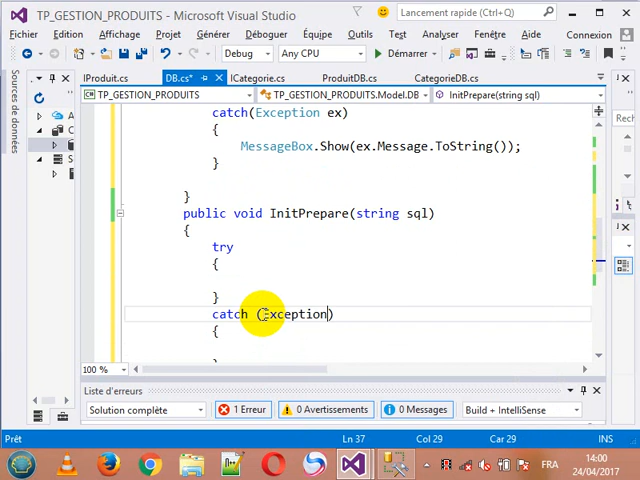 TP_GESTION_PRODUITS - Microsoft Visual Studio
Lancement rapide (Ctrl+Q)
Fichier Edition Affichage Projet Générer Déboguer Équipe Outils Test
Architecture Analyser Fenêtre Aide Connexion
Debug Any CPU Démarrer
IProduit.cs DB.cs* ICategorie.cs ProduitDB.cs CategorieDB.cs
TP_GESTION_PRODUITS TP_GESTION_PRODUITS.Model.DB InitPrepare(string sql)
Sources de données
catch(Exception ex)
{
MessageBox.Show(ex.Message.ToString());
}
}
public void InitPrepare(string sql)
{
try
{
}
catch (Exception)
{
}
100 %
Liste d'erreurs
Solution complète 1 Erreur 0 Avertissements 0 Messages Build + IntelliSense
Prêt Ln 37 Col 29 Car 29 INS
FRA 14:00
24/04/2017